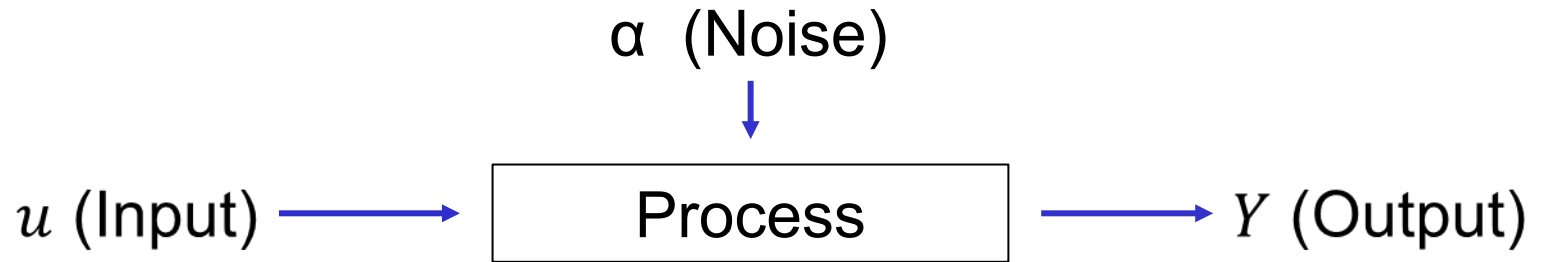 α (Noise)
u (Input)
Process
Y (Output)